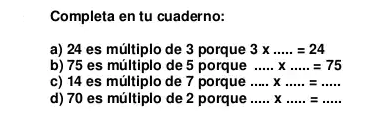 Completa en tu cuaderno:
a) 24 es múltiplo de 3 porque 3 x ..... = 24
b) 75 es múltiplo de 5 porque ..... x ..... = 75
c) 14 es múltiplo de 7 porque ..... x ..... = .....
d) 70 es múltiplo de 2 porque ..... x ..... = .....